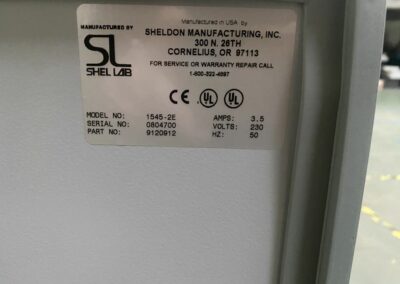 MANUFACTURED BY
SL
SHEL LAB
Manufactured in USA by
SHELDON MANUFACTURING, INC.
300 N. 26TH
CORNELIUS, OR 97113
FOR SERVICE OR WARRANTY REPAIR CALL
1-800-322-4897
CE UL UL
MODEL NO: 1545-2E AMPS: 3.5
SERIAL NO: 0804700 VOLTS: 230
PART NO: 9120912 HZ: 50